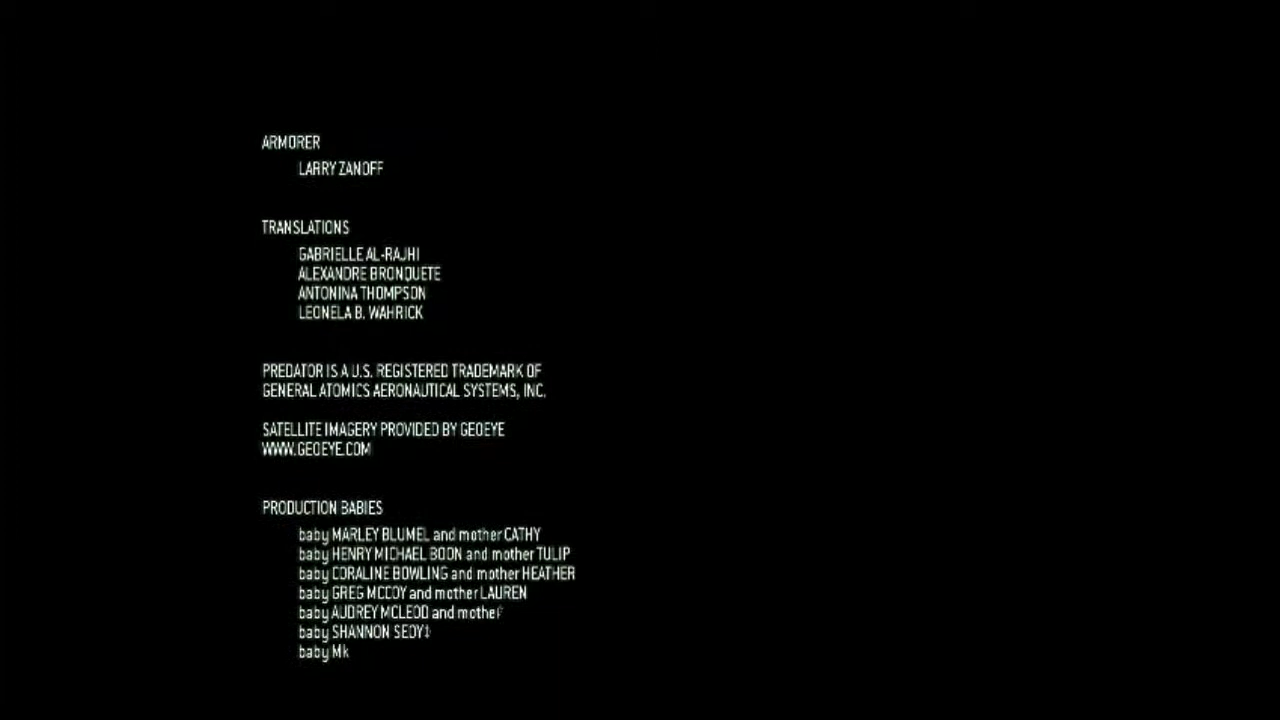 ARMORER
LARRY ZANOFF
TRANSLATIONS
GABRIELLE AL-RAJHI
ALEXANDRE BRONQUETE
ANTONINA THOMPSON
LEONELA B. WAHRICK
PREDATOR IS A U.S. REGISTERED TRADEMARK OF
GENERAL ATOMICS AERONAUTICAL SYSTEMS, INC.
SATELLITE IMAGERY PROVIDED BY GEOEYE
WWW.GEOEYE.COM
PRODUCTION BABIES
baby MARLEY BLUMEL and mother CATHY
baby HENRY MICHAEL BOON and mother TULIP
baby CORALINE BOWLING and mother HEATHER
baby GREG MCCOY and mother LAUREN
baby AUDREY MCLEOD and
baby SHANNON
baby